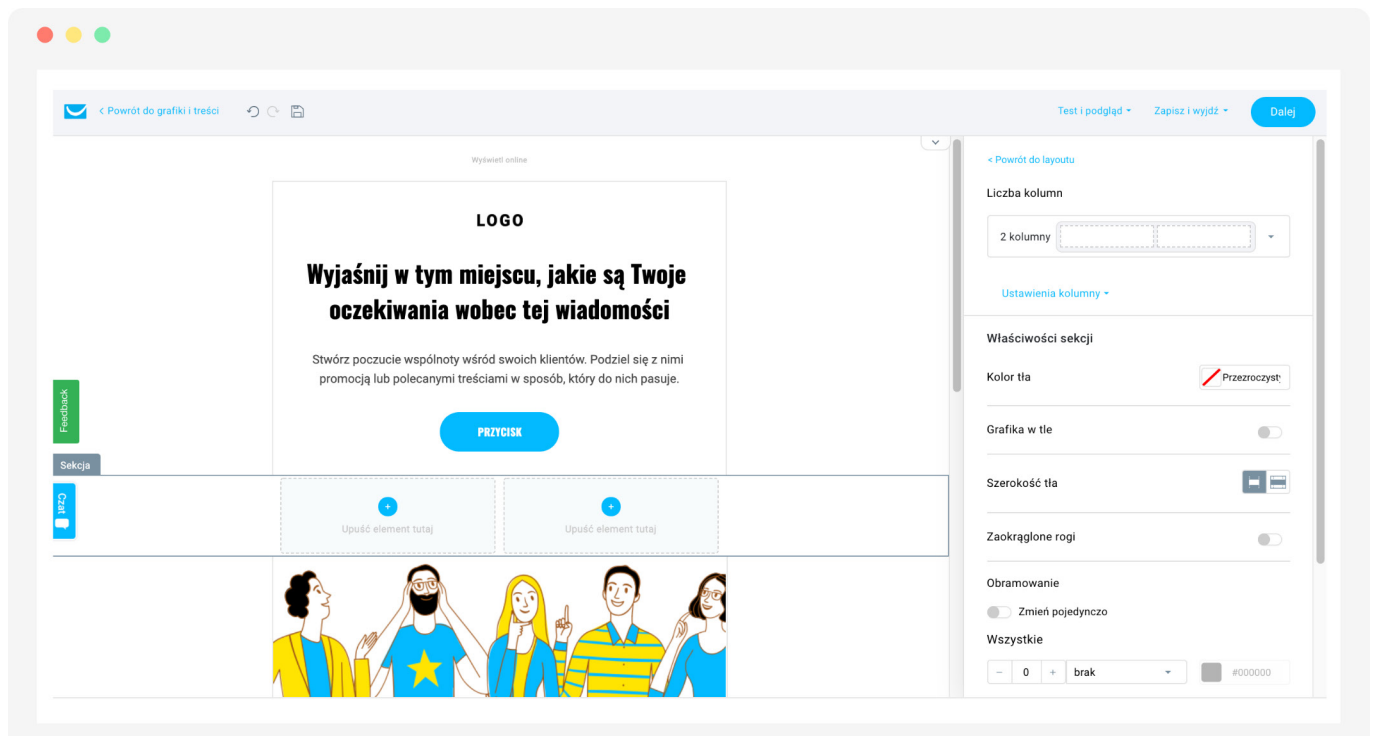 < Powrót do grafiki i treści
Test i podgląd
Zapisz i wyjdź
Dalej
Wyświetl online
LOGO
Wyjaśnij w tym miejscu, jakie są Twoje
oczekiwania wobec tej wiadomości
Stwórz poczucie wspólnoty wśród swoich klientów. Podziel się z nimi
promocją lub polecanymi treściami w sposób, który do nich pasuje.
PRZYCISK
Feedback
Sekcja
Czat
+
Upuść element tutaj
+
Upuść element tutaj
< Powrót do layoutu
Liczba kolumn
2 kolumny
Ustawienia kolumny
Właściwości sekcji
Kolor tła
Przezroczyst
Grafika w tle
Szerokość tła
Zaokrąglone rogi
Obramowanie
Zmień pojedynczo
Wszystkie
− 0 + brak #000000